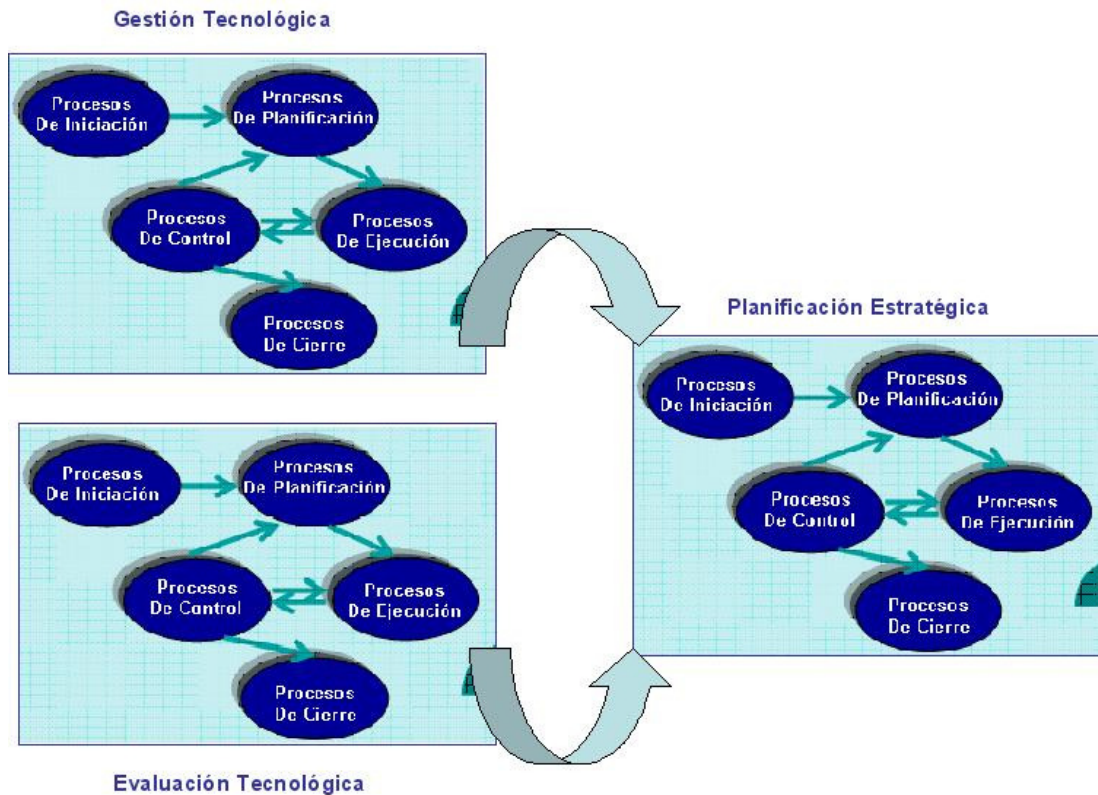 Gestión Tecnológica
Procesos
De Iniciación
Procesos
De Planificación
Procesos
De Control
Procesos
De Ejecución
Procesos
De Cierre
Planificación Estratégica
Procesos
De Iniciación
Procesos
De Planificación
Procesos
De Control
Procesos
De Ejecución
Procesos
De Cierre
Procesos
De Iniciación
Procesos
De Planificación
Procesos
De Control
Procesos
De Ejecución
Procesos
De Cierre
Evaluación Tecnológica